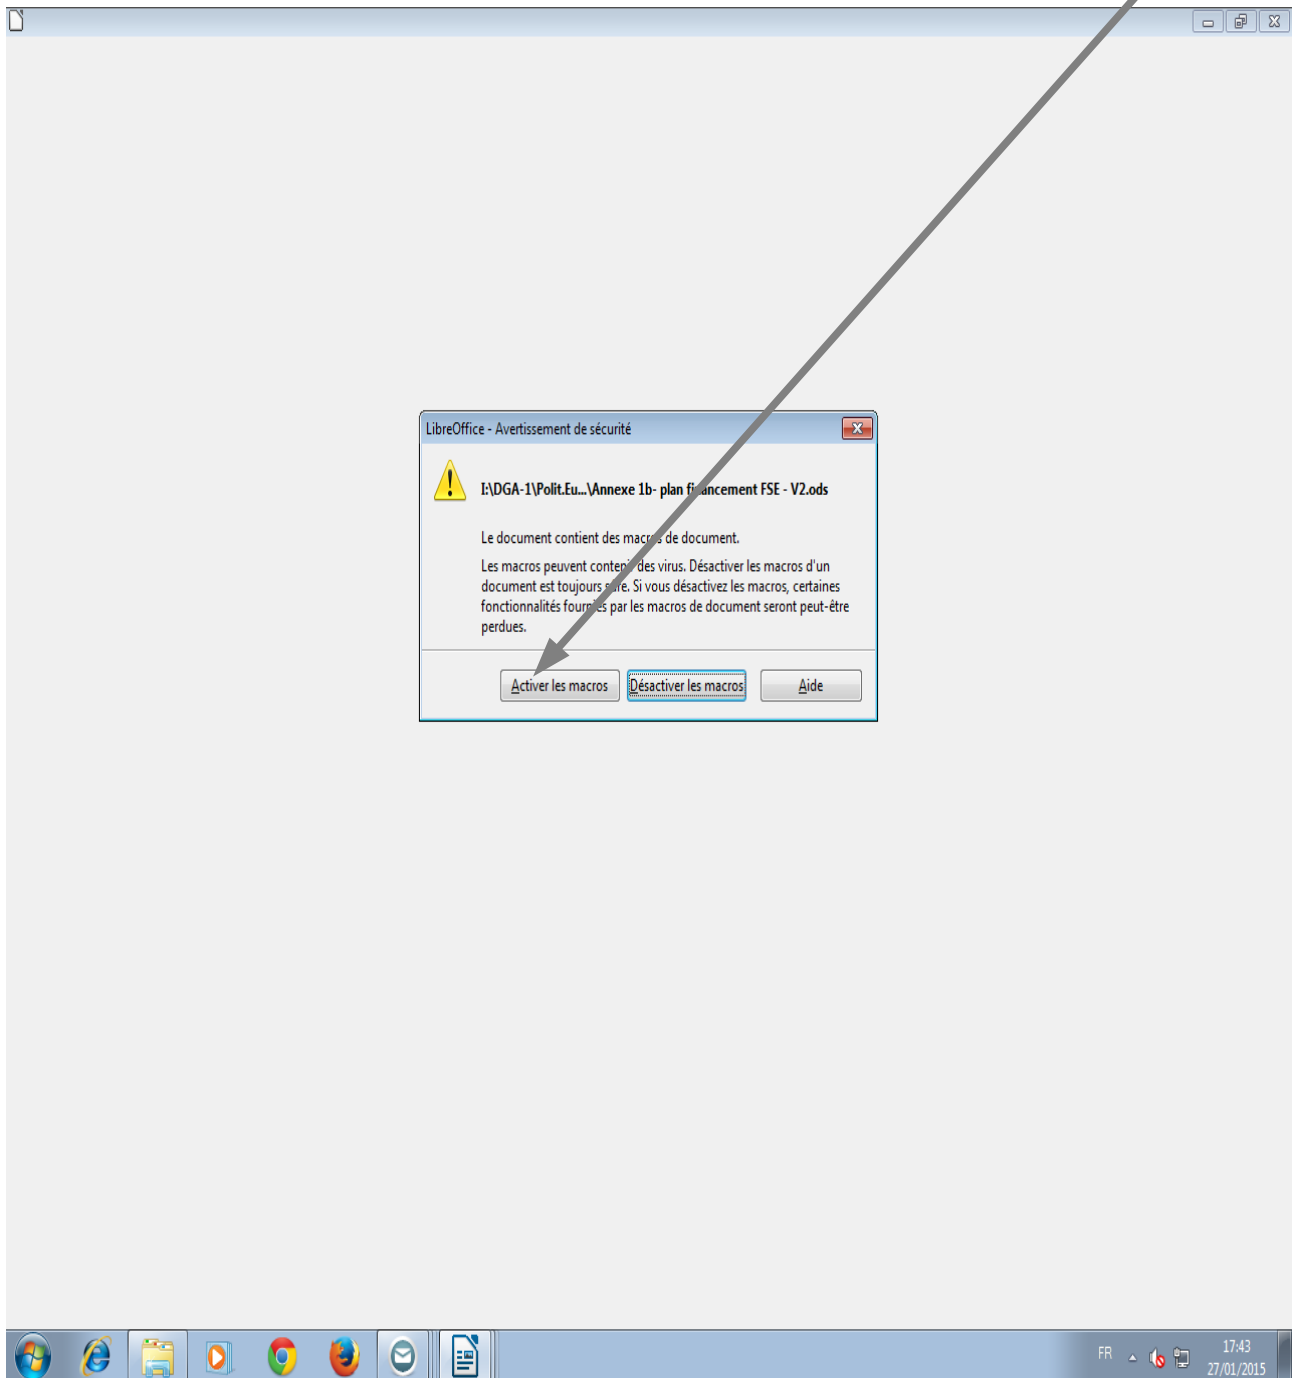 LibreOffice - Avertissement de sécurité
I:\DGA-1\Polit.Eu...\Annexe 1b- plan financement FSE - V2.ods
Le document contient des macros de document.
Les macros peuvent contenir des virus. Désactiver les macros d'un
document est toujours sûre. Si vous désactivez les macros, certaines
fonctionnalités fournies par les macros de document seront peut-être
perdues.
Activer les macros Désactiver les macros Aide
FR 17:43
27/01/2015